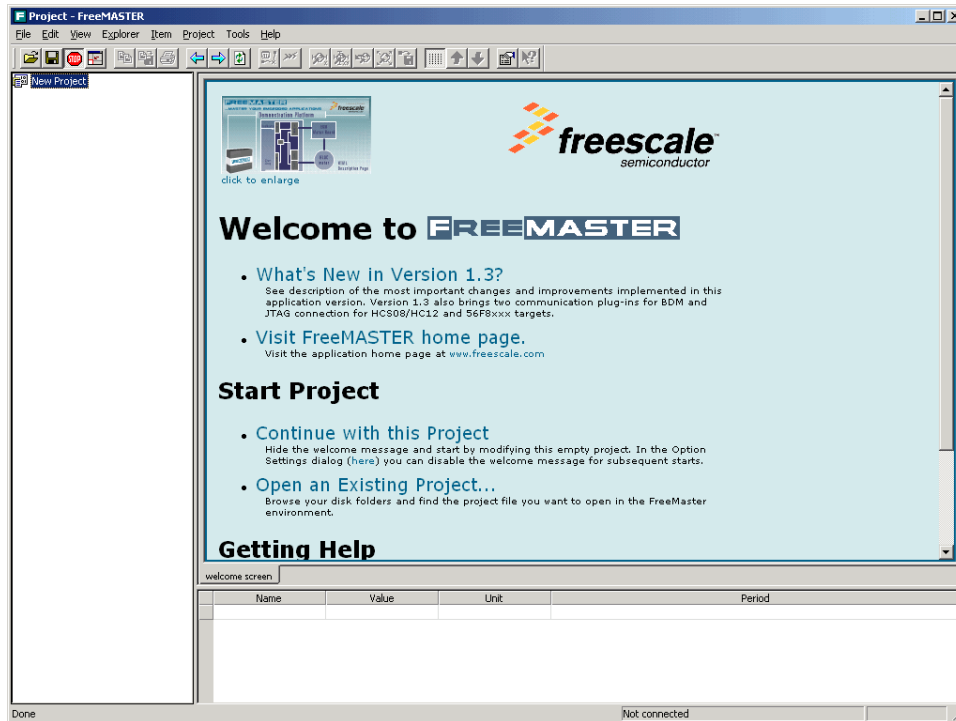 Project - FreeMASTER
File Edit View Explorer Item Project Tools Help
New Project
FREEMASTER
freescale
Demonstration Platform
click to enlarge
freescale™
semiconductor
Welcome to FREEMASTER
• What's New in Version 1.3?
See description of the most important changes and improvements implemented in this
application version. Version 1.3 also brings two communication plug-ins for BDM and
JTAG connection for HCS08/HC12 and 56F8xxx targets.
• Visit FreeMASTER home page.
Visit the application home page at www.freescale.com
Start Project
• Continue with this Project
Hide the welcome message and start by modifying this empty project. In the Option
Settings dialog (here) you can disable the welcome message for subsequent starts.
• Open an Existing Project...
Browse your disk folders and find the project file you want to open in the FreeMaster
environment.
Getting Help
welcome screen
Name Value Unit Period
Done Not connected